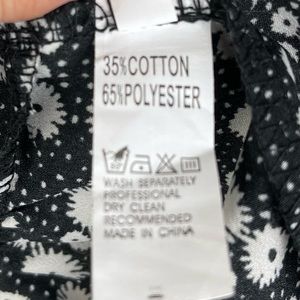 35%COTTON
65%POLYESTER
WASH SEPARATELY
PROFESSIONAL
DRY CLEAN
RECOMMENDED
MADE IN CHINA